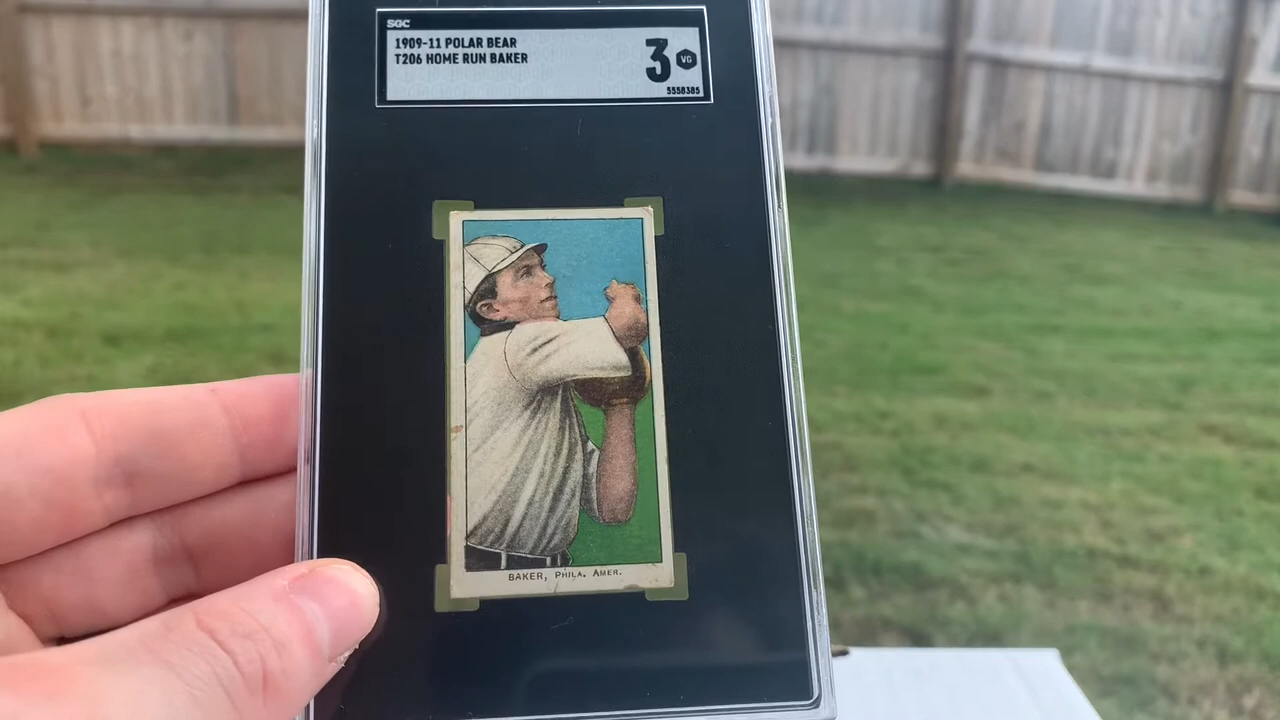 SGC
1909-11 POLAR BEAR
T206 HOME RUN BAKER
3 VG
5558385
BAKER, PHILA. AMER.